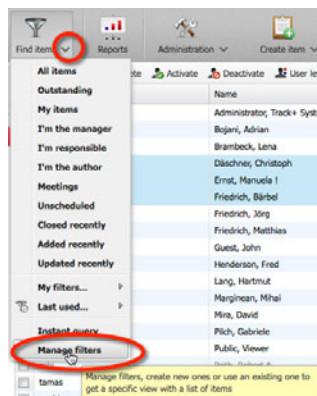 Find items
Reports
Administration
Create item
te Activate Deactivate User le
Name
All items
Outstanding
My items
I'm the manager
I'm responsible
I'm the author
Meetings
Unscheduled
Closed recently
Added recently
Updated recently
My filters...
Last used...
Instant query
Manage filters
Administrator, Track+ Syst
Bojani, Adrian
Brambeck, Lena
Däschner, Christoph
Ernst, Manuela !
Friedrich, Bärbel
Friedrich, Jörg
Friedrich, Matthias
Guest, John
Henderson, Fred
Lang, Hartmut
Marginean, Mihai
Mira, David
Pilch, Gabriele
Public, Viewer
tamas
Manage filters, create new ones or use an existing one to
get a specific view with a list of items